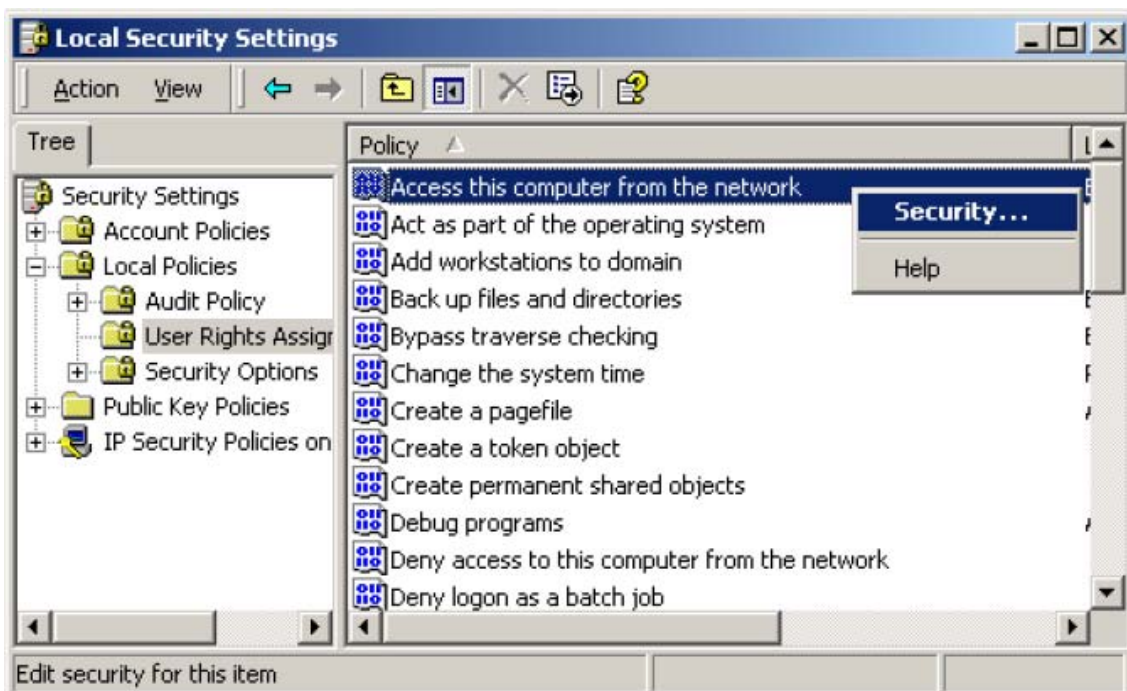 Local Security Settings
Action View
Tree
Policy
Security Settings
Account Policies
Local Policies
Audit Policy
User Rights Assign
Security Options
Public Key Policies
IP Security Policies on
Access this computer from the network
Act as part of the operating system
Add workstations to domain
Back up files and directories
Bypass traverse checking
Change the system time
Create a pagefile
Create a token object
Create permanent shared objects
Debug programs
Deny access to this computer from the network
Deny logon as a batch job
Security...
Help
Edit security for this item